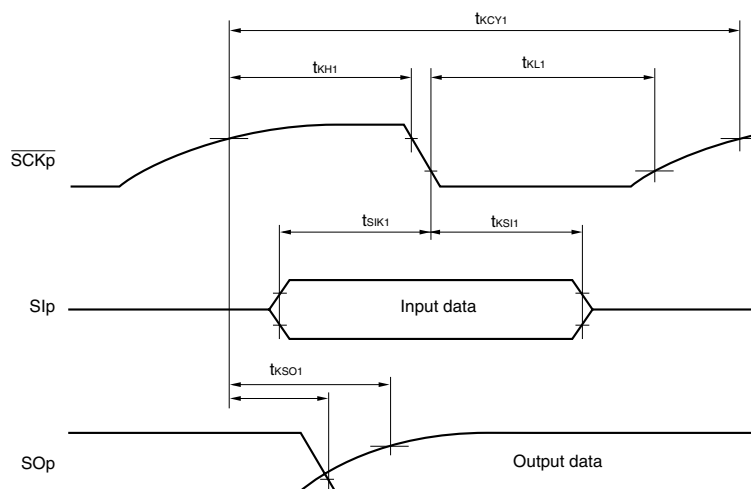 tKCY1
tKH1
tKL1
SCKp
tSIK1
tKSI1
SIp
Input data
tKSO1
SOp
Output data